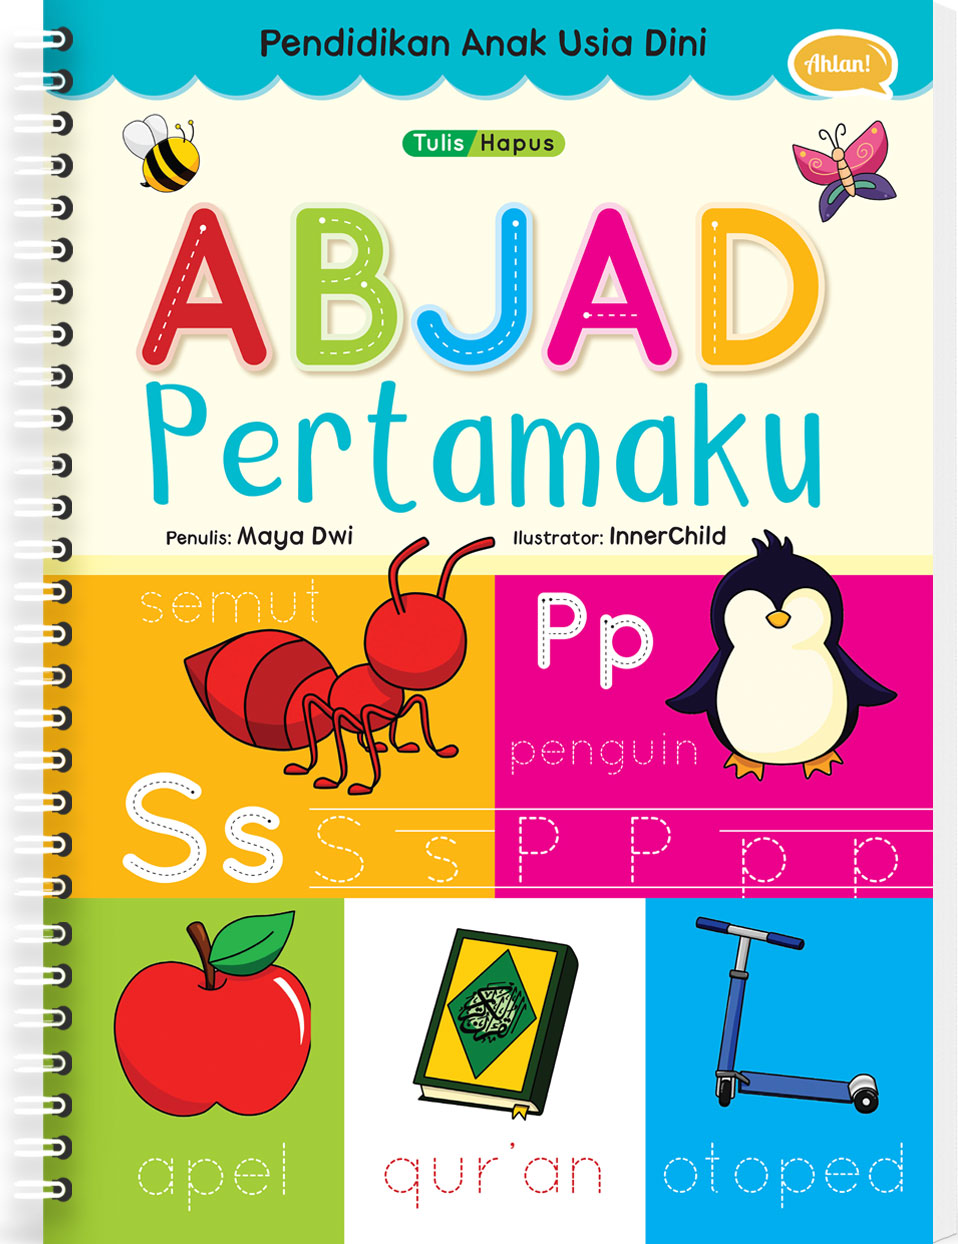 Pendidikan Anak Usia Dini
Ahlan!
Tulis/Hapus
ABJAD
Pertamaku
Penulis: Maya Dwi
Ilustrator: InnerChild
semut
Pp
penguin
Ss
S s
P P p p
apel
qur'an
otoped